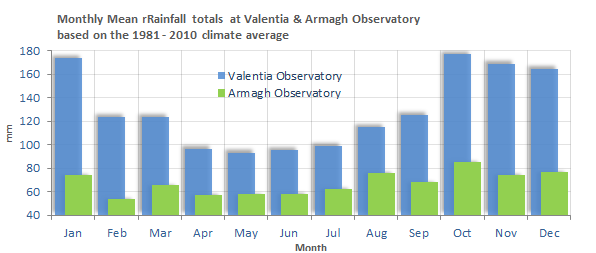 Monthly Mean rRainfall totals at Valentia & Armagh Observatory
based on the 1981 - 2010 climate average
180
160
140
120
100
80
60
40
mm
Valentia Observatory
Armagh Observatory
Jan Feb Mar Apr May Jun Jul Aug Sep Oct Nov Dec
Month